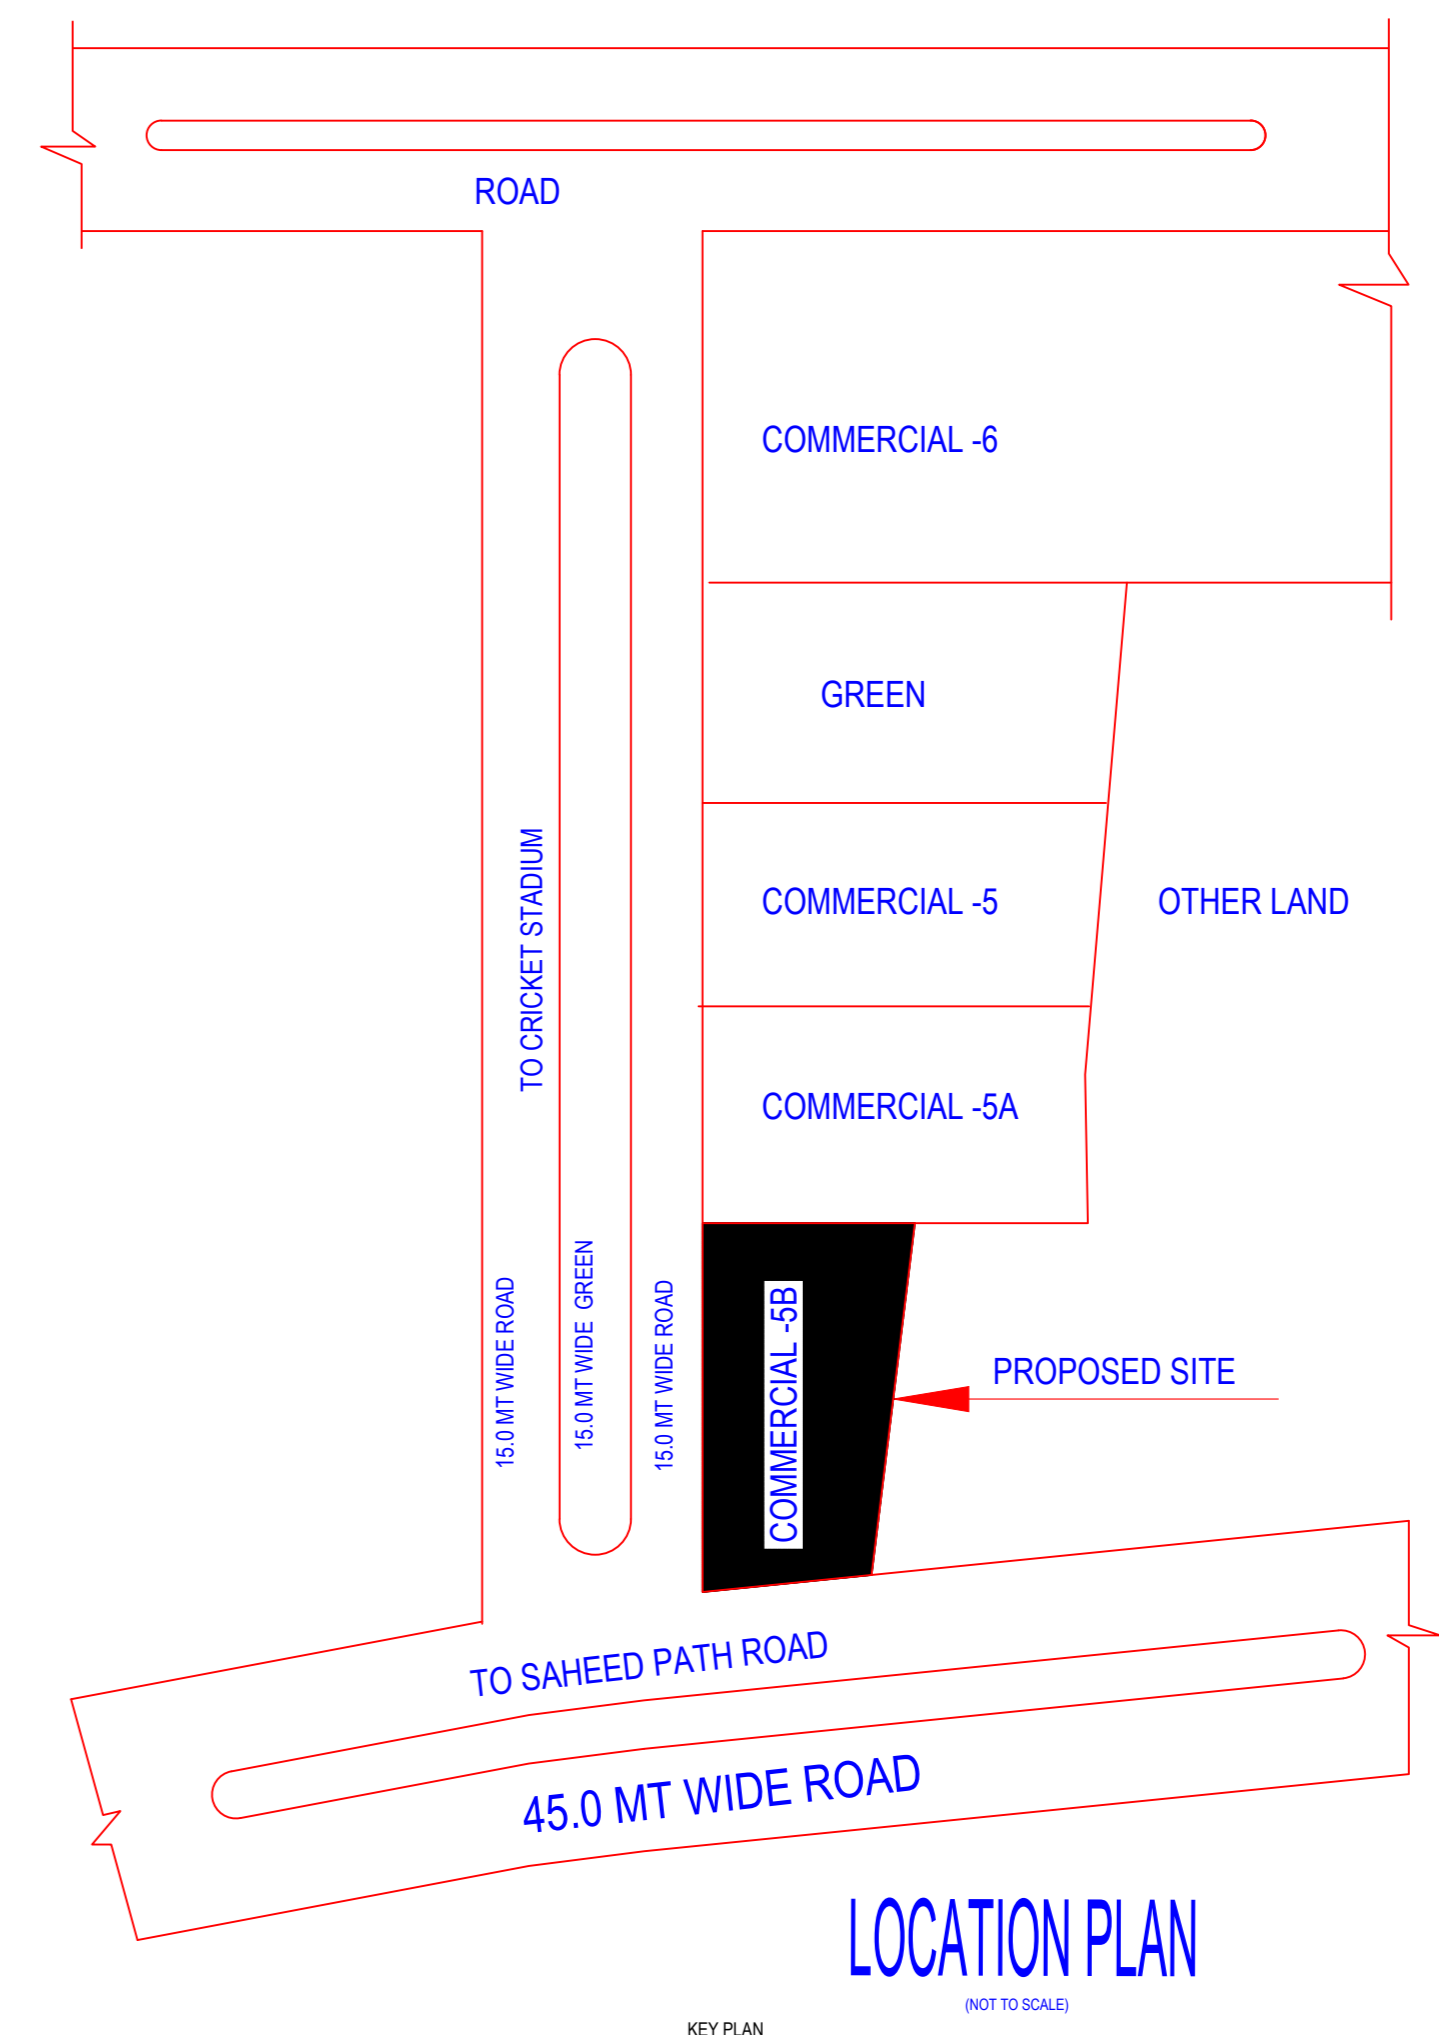 ROAD
COMMERCIAL -6
GREEN
TO CRICKET STADIUM
COMMERCIAL -5
OTHER LAND
COMMERCIAL -5A
15.0 MT WIDE ROAD
15.0 MT WIDE GREEN
15.0 MT WIDE ROAD
COMMERCIAL -5B
PROPOSED SITE
TO SAHEED PATH ROAD
45.0 MT WIDE ROAD
LOCATION PLAN
(NOT TO SCALE)
KEY PLAN